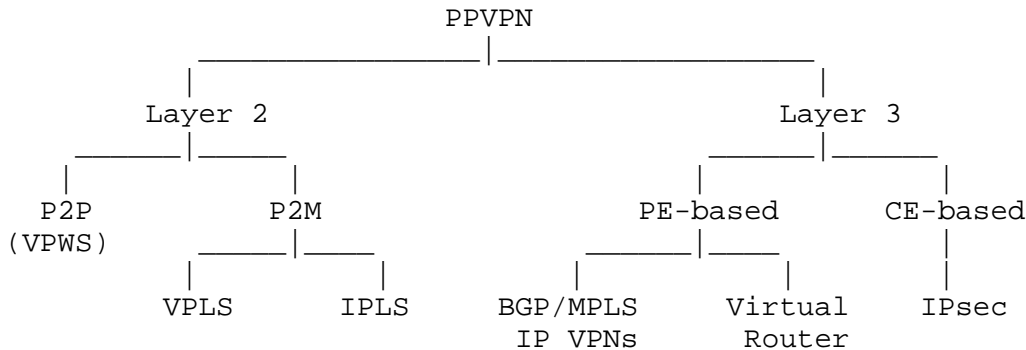 PPVPN
Layer 2 Layer 3
P2P P2M PE-based CE-based
(VPWS)
VPLS IPLS BGP/MPLS Virtual IPsec
IP VPNs Router